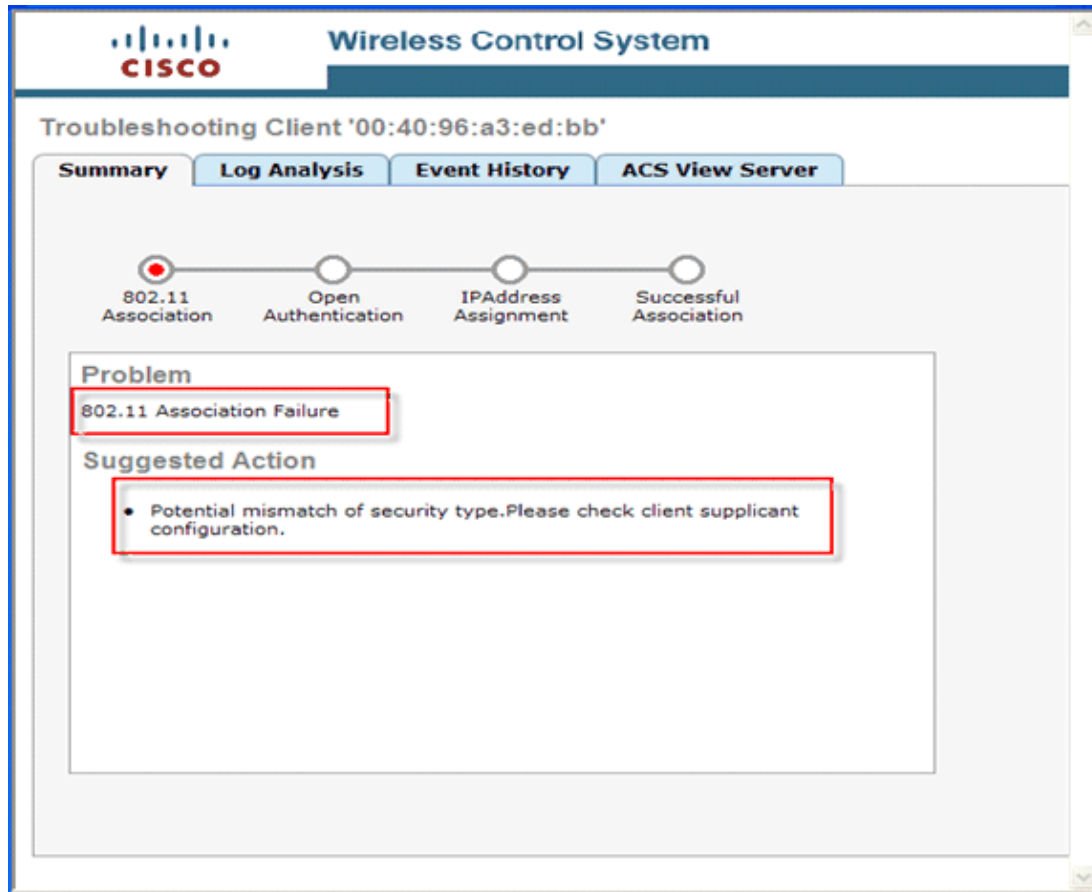 CISCO
Wireless Control System
Troubleshooting Client '00:40:96:a3:ed:bb'
Summary
Log Analysis
Event History
ACS View Server
802.11
Association
Open
Authentication
IPAddress
Assignment
Successful
Association
Problem
802.11 Association Failure
Suggested Action
• Potential mismatch of security type.Please check client supplicant
configuration.